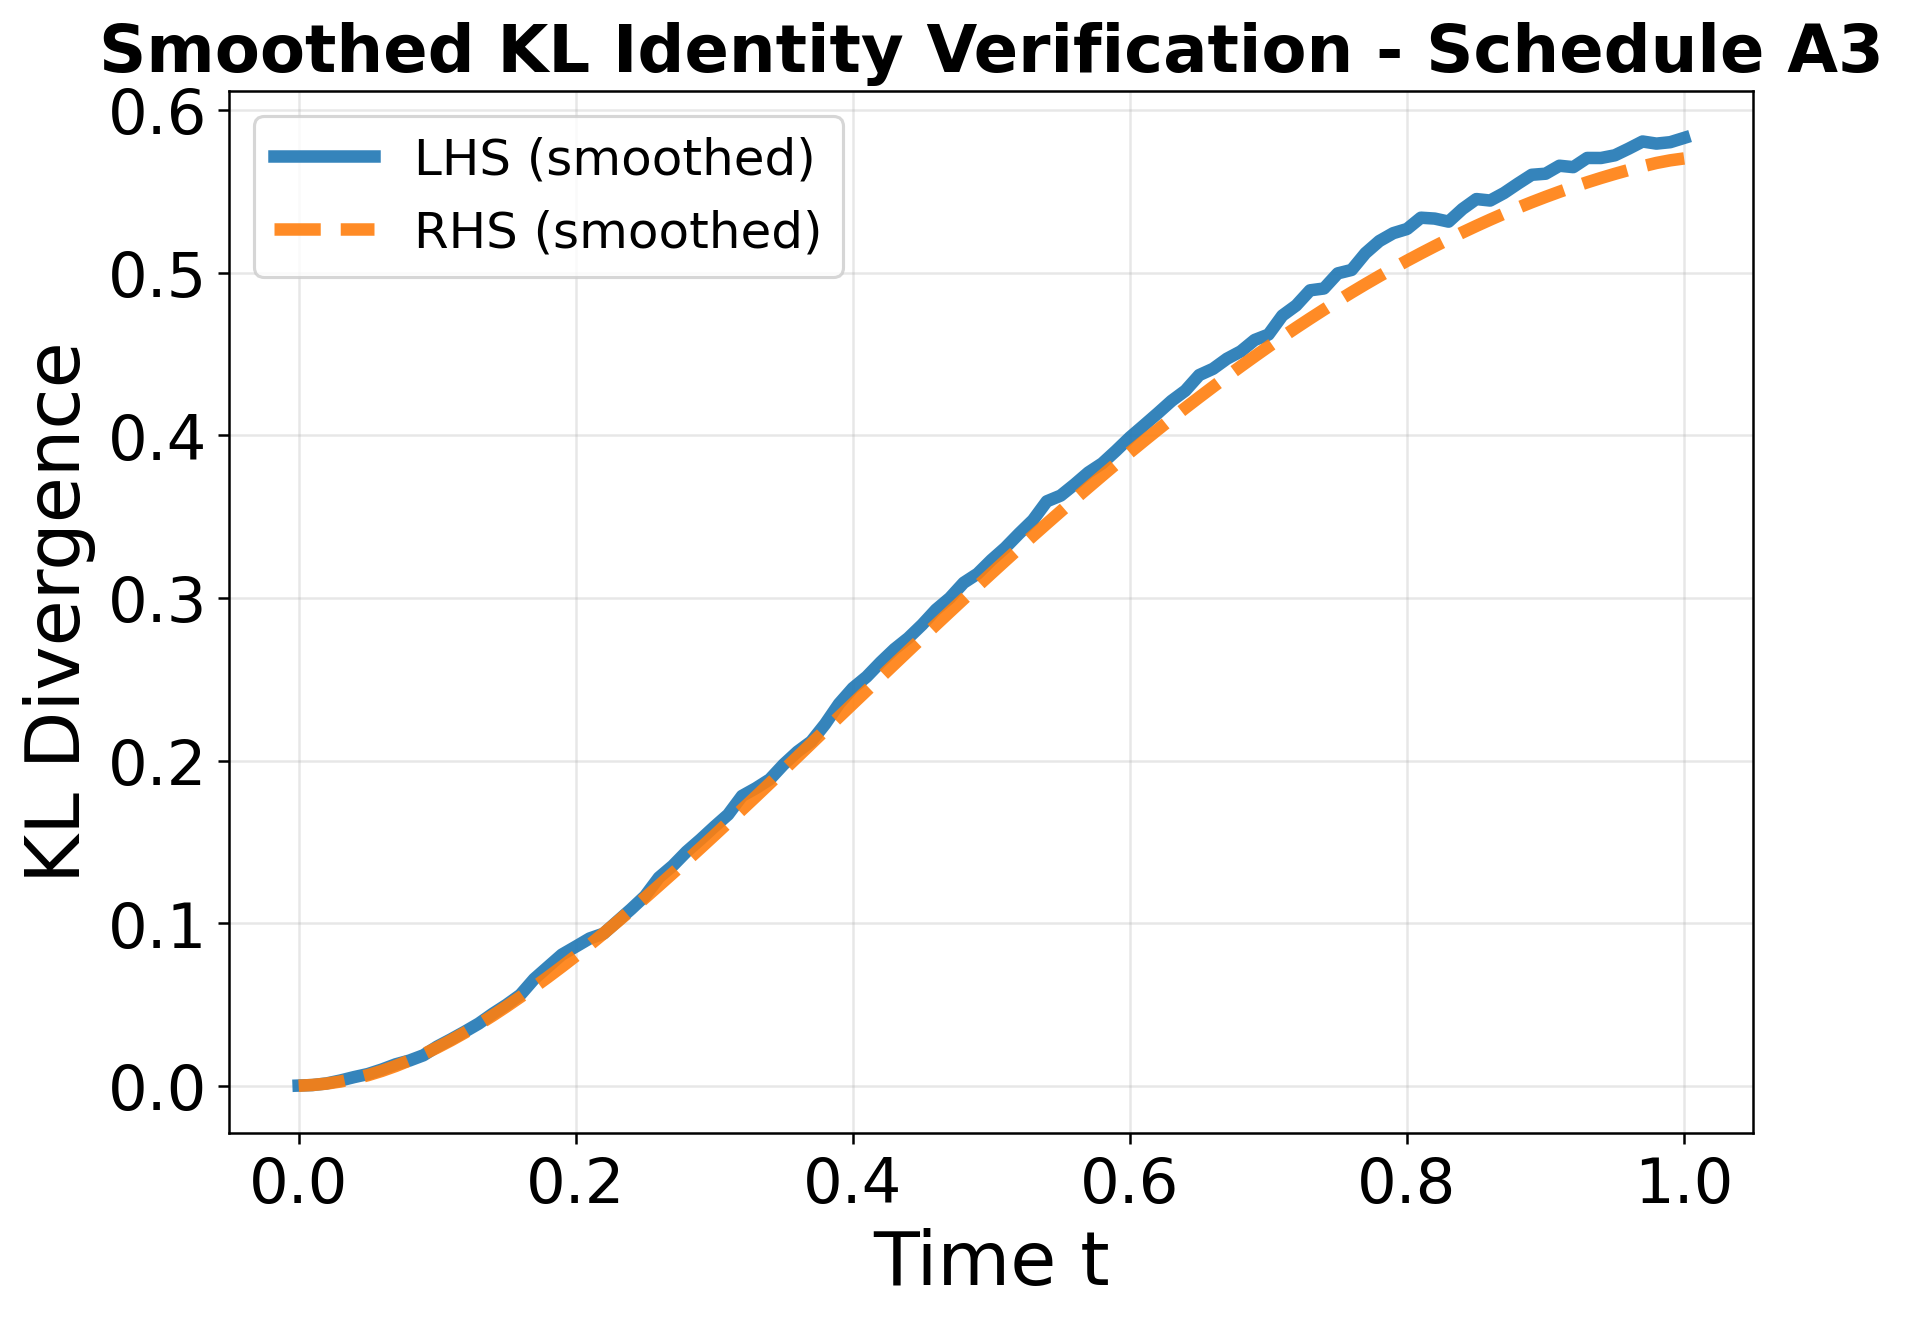 Smoothed KL Identity Verification - Schedule A3
LHS (smoothed)
RHS (smoothed)
KL Divergence
0.6
0.5
0.4
0.3
0.2
0.1
0.0
0.0 0.2 0.4 0.6 0.8 1.0
Time t